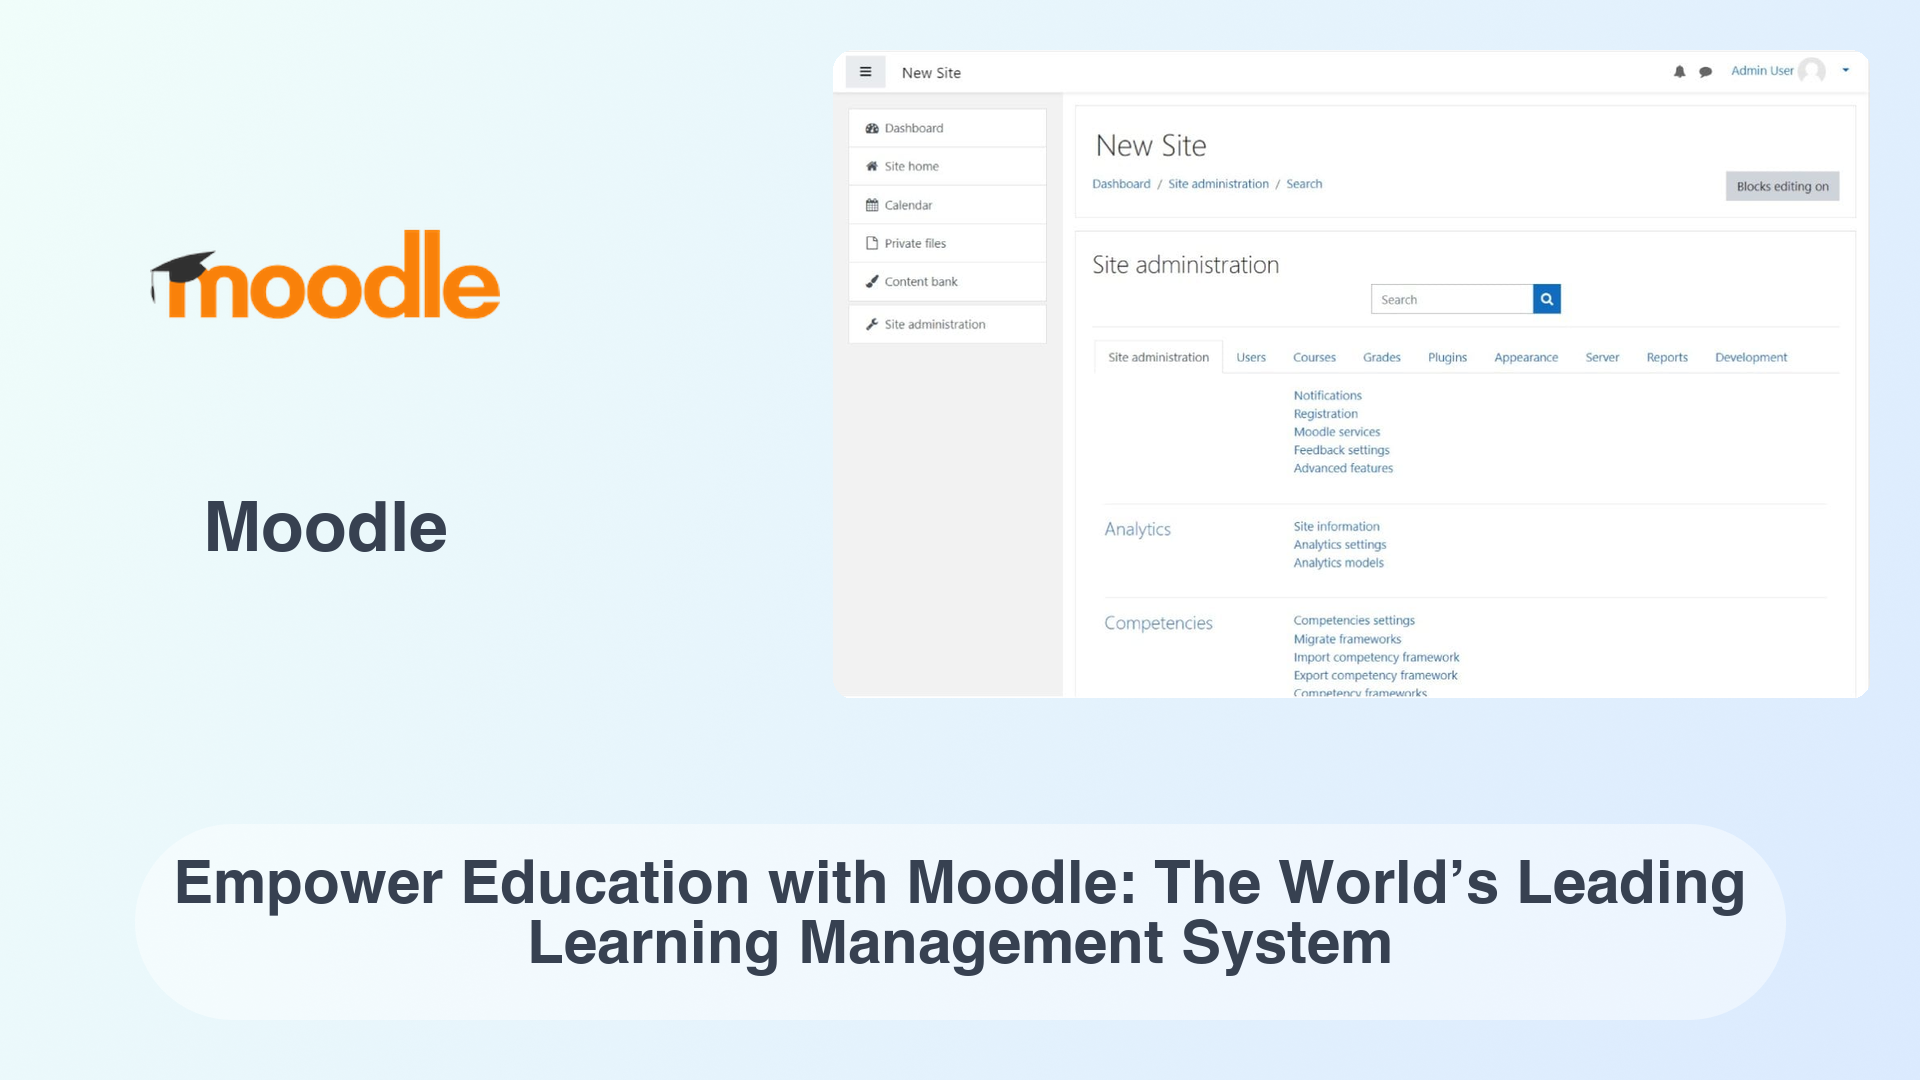 moodle
Moodle
New Site
Admin User
Dashboard
Site home
Calendar
Private files
Content bank
Site administration
New Site
Dashboard / Site administration / Search
Blocks editing on
Site administration
Search
Site administration Users Courses Grades Plugins Appearance Server Reports Development
Notifications
Registration
Moodle services
Feedback settings
Advanced features
Analytics
Site information
Analytics settings
Analytics models
Competencies
Competencies settings
Migrate frameworks
Import competency framework
Export competency framework
Competency frameworks
Empower Education with Moodle: The World’s Leading
Learning Management System